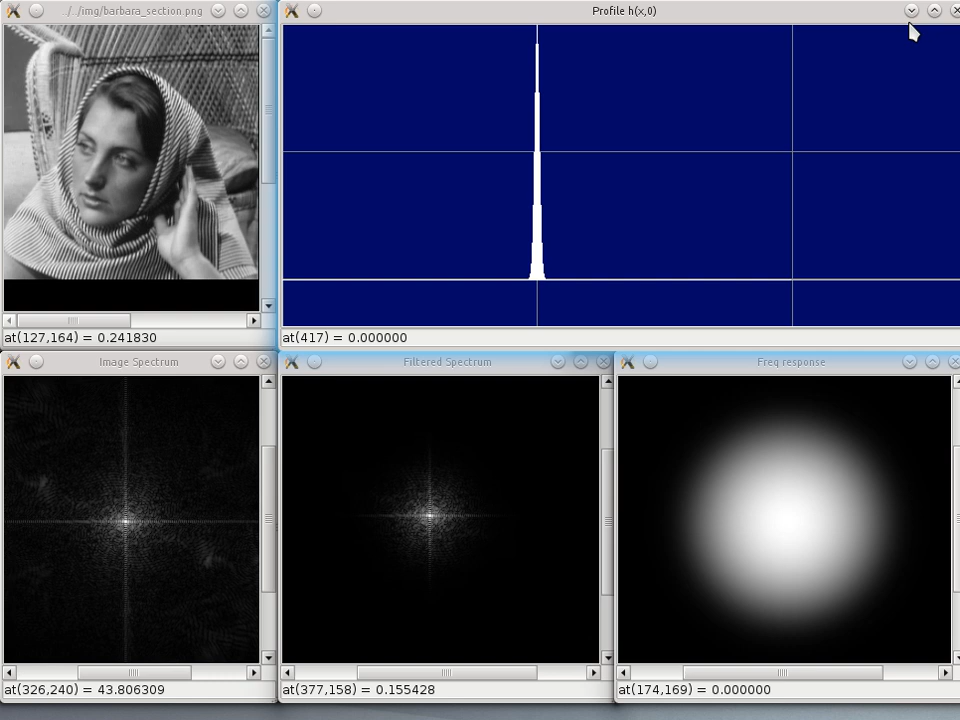 ../../img/barbara_section.png
Profile h(x,0)
at(127,164) = 0.241830
at(417) = 0.000000
Image Spectrum
Filtered Spectrum
Freq response
at(326,240) = 43.806309
at(377,158) = 0.155428
at(174,169) = 0.000000